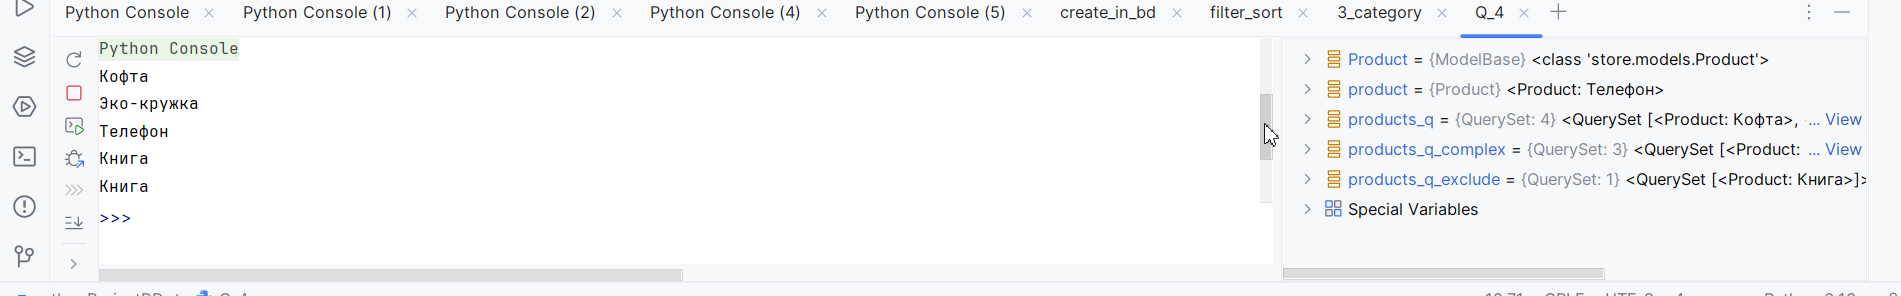 Python Console Python Console (1) Python Console (2) Python Console (4) Python Console (5) create_in_bd filter_sort 3_category Q_4
Python Console
Кофта
Эко-кружка
Телефон
Книга
Книга
>>>
Product = {ModelBase} <class 'store.models.Product'>
product = {Product} <Product: Телефон>
products_q = {QuerySet: 4} <QuerySet [<Product: Кофта>, ... View
products_q_complex = {QuerySet: 3} <QuerySet [<Product: ... View
products_q_exclude = {QuerySet: 1} <QuerySet [<Product: Книга>]>
Special Variables